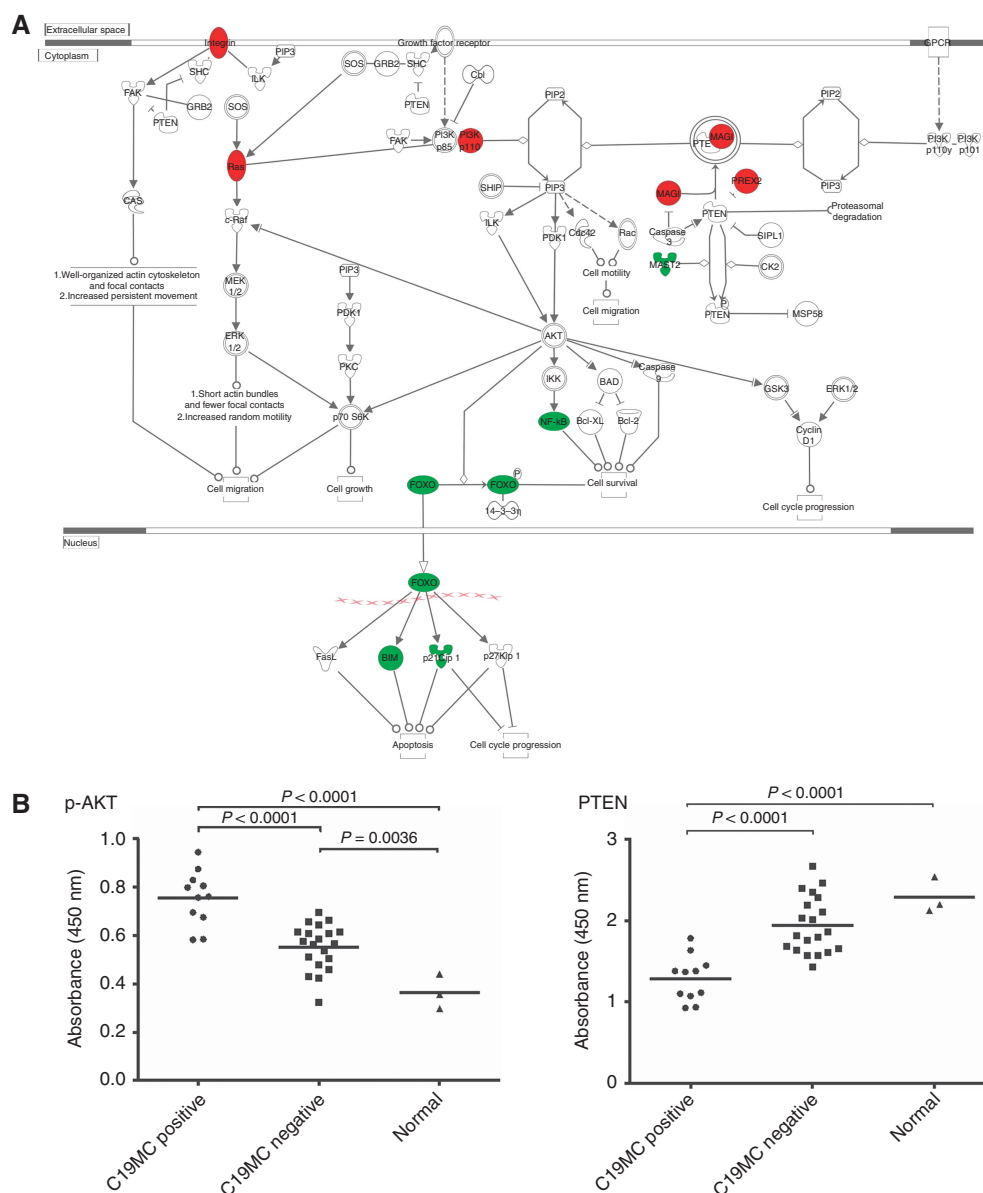 A
Extracellular space
Cytoplasm
Integrin
Growth factor receptor
GPCR
SHC
PIP3
ILK
SOS
GRB2
SHC
Cbl
FAK
GRB2
PTEN
SOS
PTEN
PIP2
PIP2
FAK
PI3K
p85
PI3K
p110
PTE
MAGI
PI3K
p110γ
PI3K
p101
Ras
SHIP
PIP3
MAGI
PREX2
PIP3
CAS
c-Raf
ILK
PDK1
Cdc42
Rac
Caspase
3
PTEN
Proteasomal
degradation
SIPL1
1.Well-organized actin cytoskeleton
and focal contacts
2.Increased persistent movement
MEK
1/2
PIP3
Cell motility
MAST2
CK2
PDK1
Cell migration
P
PTEN
MSP58
ERK
1/2
PKC
AKT
IKK
BAD
Caspase
9
GSK3
ERK1/2
1.Short actin bundles
and fewer focal contacts
2.Increased random motility
p70 S6K
NF-kB
Bcl-XL
Bcl-2
Cyclin
D1
Cell migration
Cell growth
FOXO
FOXO
P
14–3–3η
Cell survival
Cell cycle progression
Nucleus
FOXO
FasL
BIM
p21Cip 1
p27Kip 1
Apoptosis
Cell cycle progression
B
p-AKT
P < 0.0001
P < 0.0001
P = 0.0036
Absorbance (450 nm)
1.0
0.8
0.6
0.4
0.2
0.0
C19MC positive
C19MC negative
Normal
PTEN
P < 0.0001
P < 0.0001
Absorbance (450 nm)
3
2
1
0
C19MC positive
C19MC negative
Normal